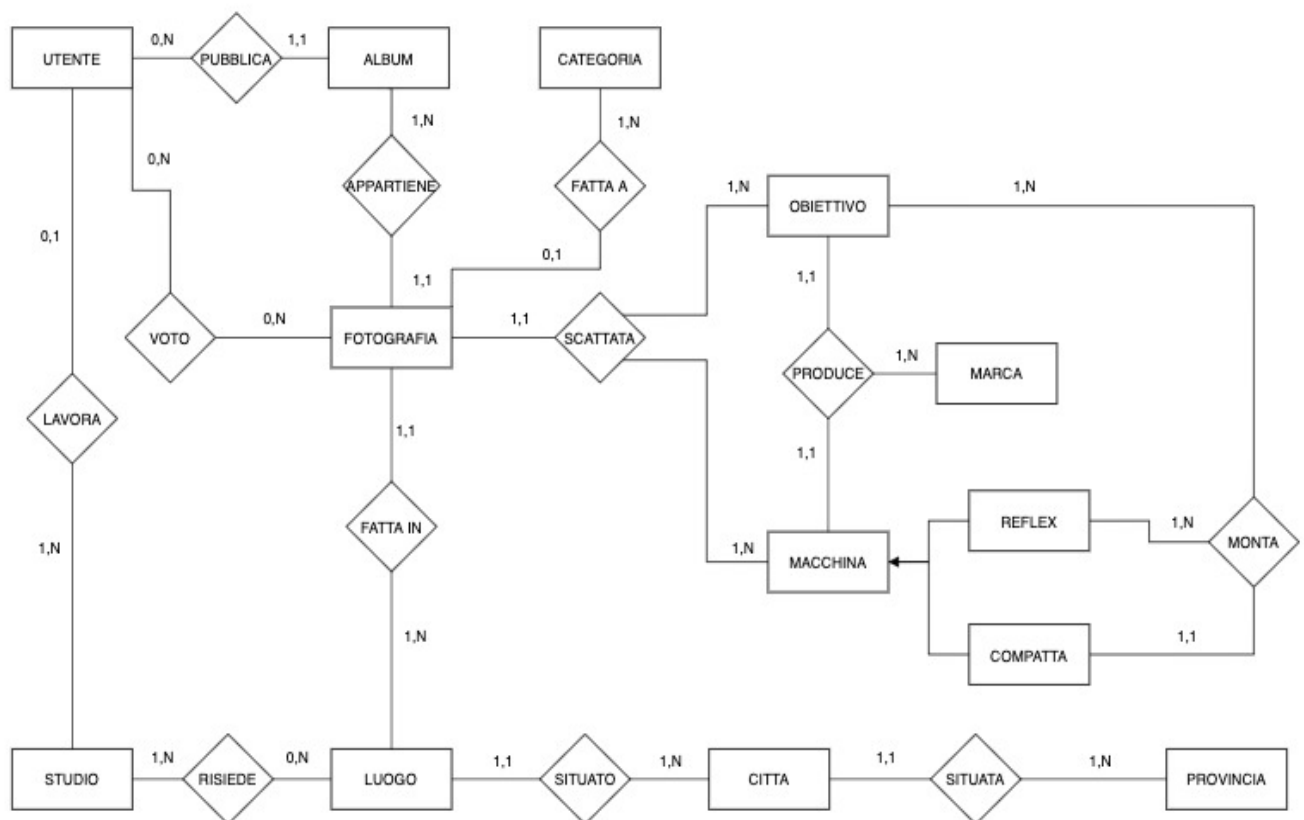 UTENTE
0,N
PUBBLICA
1,1
ALBUM
CATEGORIA
1,N
1,N
0,N
APPARTIENE
FATTA A
1,N
OBIETTIVO
1,N
0,1
0,1
1,1
1,1
VOTO
0,N
FOTOGRAFIA
1,1
SCATTATA
PRODUCE
1,N
MARCA
LAVORA
1,1
1,1
FATTA IN
REFLEX
1,N
MONTA
1,N
1,N
MACCHINA
1,N
COMPATTA
1,1
STUDIO
1,N
RISIEDE
0,N
LUOGO
1,1
SITUATO
1,N
CITTA
1,1
SITUATA
1,N
PROVINCIA